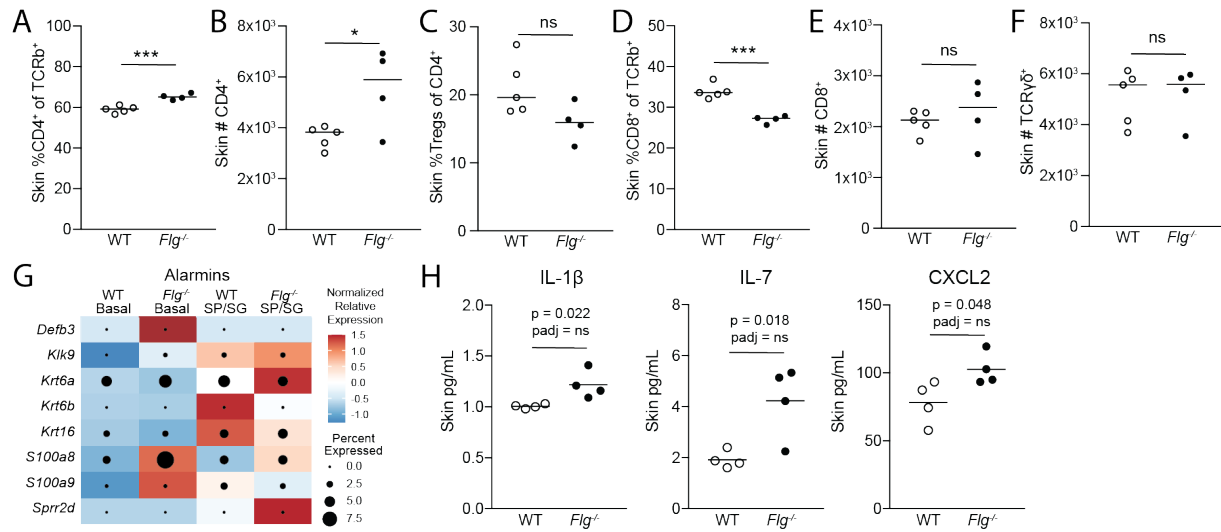 A
Skin %CD4⁺ of TCRb⁺
100
80
60
40
20
0
***
WT
Flg⁻/⁻
B
Skin # CD4⁺
8x10³
6x10³
4x10³
2x10³
0
*
WT
Flg⁻/⁻
C
Skin %Tregs of CD4⁺
30
20
10
0
ns
WT
Flg⁻/⁻
D
Skin %CD8⁺ of TCRb⁺
50
40
30
20
10
0
***
WT
Flg⁻/⁻
E
Skin # CD8⁺
4x10³
3x10³
2x10³
1x10³
0
ns
WT
Flg⁻/⁻
F
Skin # TCRγδ⁺
8x10³
6x10³
4x10³
2x10³
0
ns
WT
Flg⁻/⁻
G
Alarmins
WT Basal
Flg⁻/⁻ Basal
WT SP/SG
Flg⁻/⁻ SP/SG
Defb3
Klk9
Krt6a
Krt6b
Krt16
S100a8
S100a9
Sprr2d
Normalized
Relative
Expression
1.5
1.0
0.5
0.0
-0.5
-1.0
Percent
Expressed
0.0
2.5
5.0
7.5
H
IL-1β
Skin pg/mL
2.0
1.5
1.0
0.5
0.0
p = 0.022
padj = ns
WT
Flg⁻/⁻
IL-7
Skin pg/mL
8
6
4
2
0
p = 0.018
padj = ns
WT
Flg⁻/⁻
CXCL2
Skin pg/mL
150
100
50
0
p = 0.048
padj = ns
WT
Flg⁻/⁻